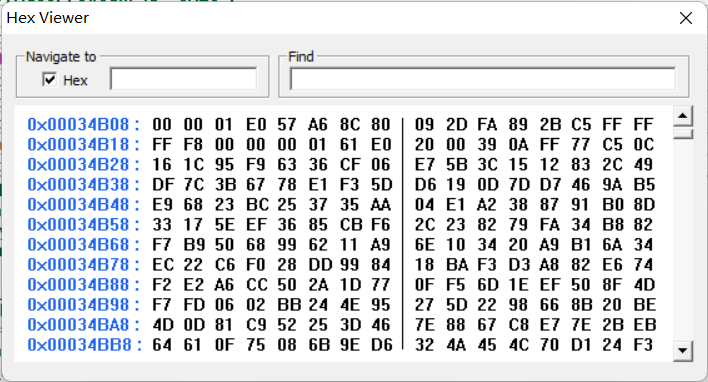 Hex Viewer
Navigate to
Hex
Find
0x00034B08 : 00 00 01 E0 57 A6 8C 80 09 2D FA 89 2B C5 FF FF
0x00034B18 : FF F8 00 00 00 01 61 E0 20 00 39 0A FF 77 C5 0C
0x00034B28 : 16 1C 95 F9 63 36 CF 06 E7 5B 3C 15 12 83 2C 49
0x00034B38 : DF 7C 3B 67 78 E1 F3 5D D6 19 0D 7D D7 46 9A B5
0x00034B48 : E9 68 23 BC 25 37 35 AA 04 E1 A2 38 87 91 B0 8D
0x00034B58 : 33 17 5E EF 36 85 CB F6 2C 23 82 79 FA 34 B8 82
0x00034B68 : F7 B9 50 68 99 62 11 A9 6E 10 34 20 A9 B1 6A 34
0x00034B78 : EC 22 C6 F0 28 DD 99 84 18 BA F3 D3 A8 82 E6 74
0x00034B88 : F2 E2 A6 CC 50 2A 1D 77 0F F5 6D 1E EF 50 8F 4D
0x00034B98 : F7 FD 06 02 BB 24 4E 95 27 5D 22 98 66 8B 20 BE
0x00034BA8 : 4D 0D 81 C9 52 25 3D 46 7E 88 67 C8 E7 7E 2B EB
0x00034BB8 : 64 61 0F 75 08 6B 9E D6 32 4A 45 4C 70 D1 24 F3